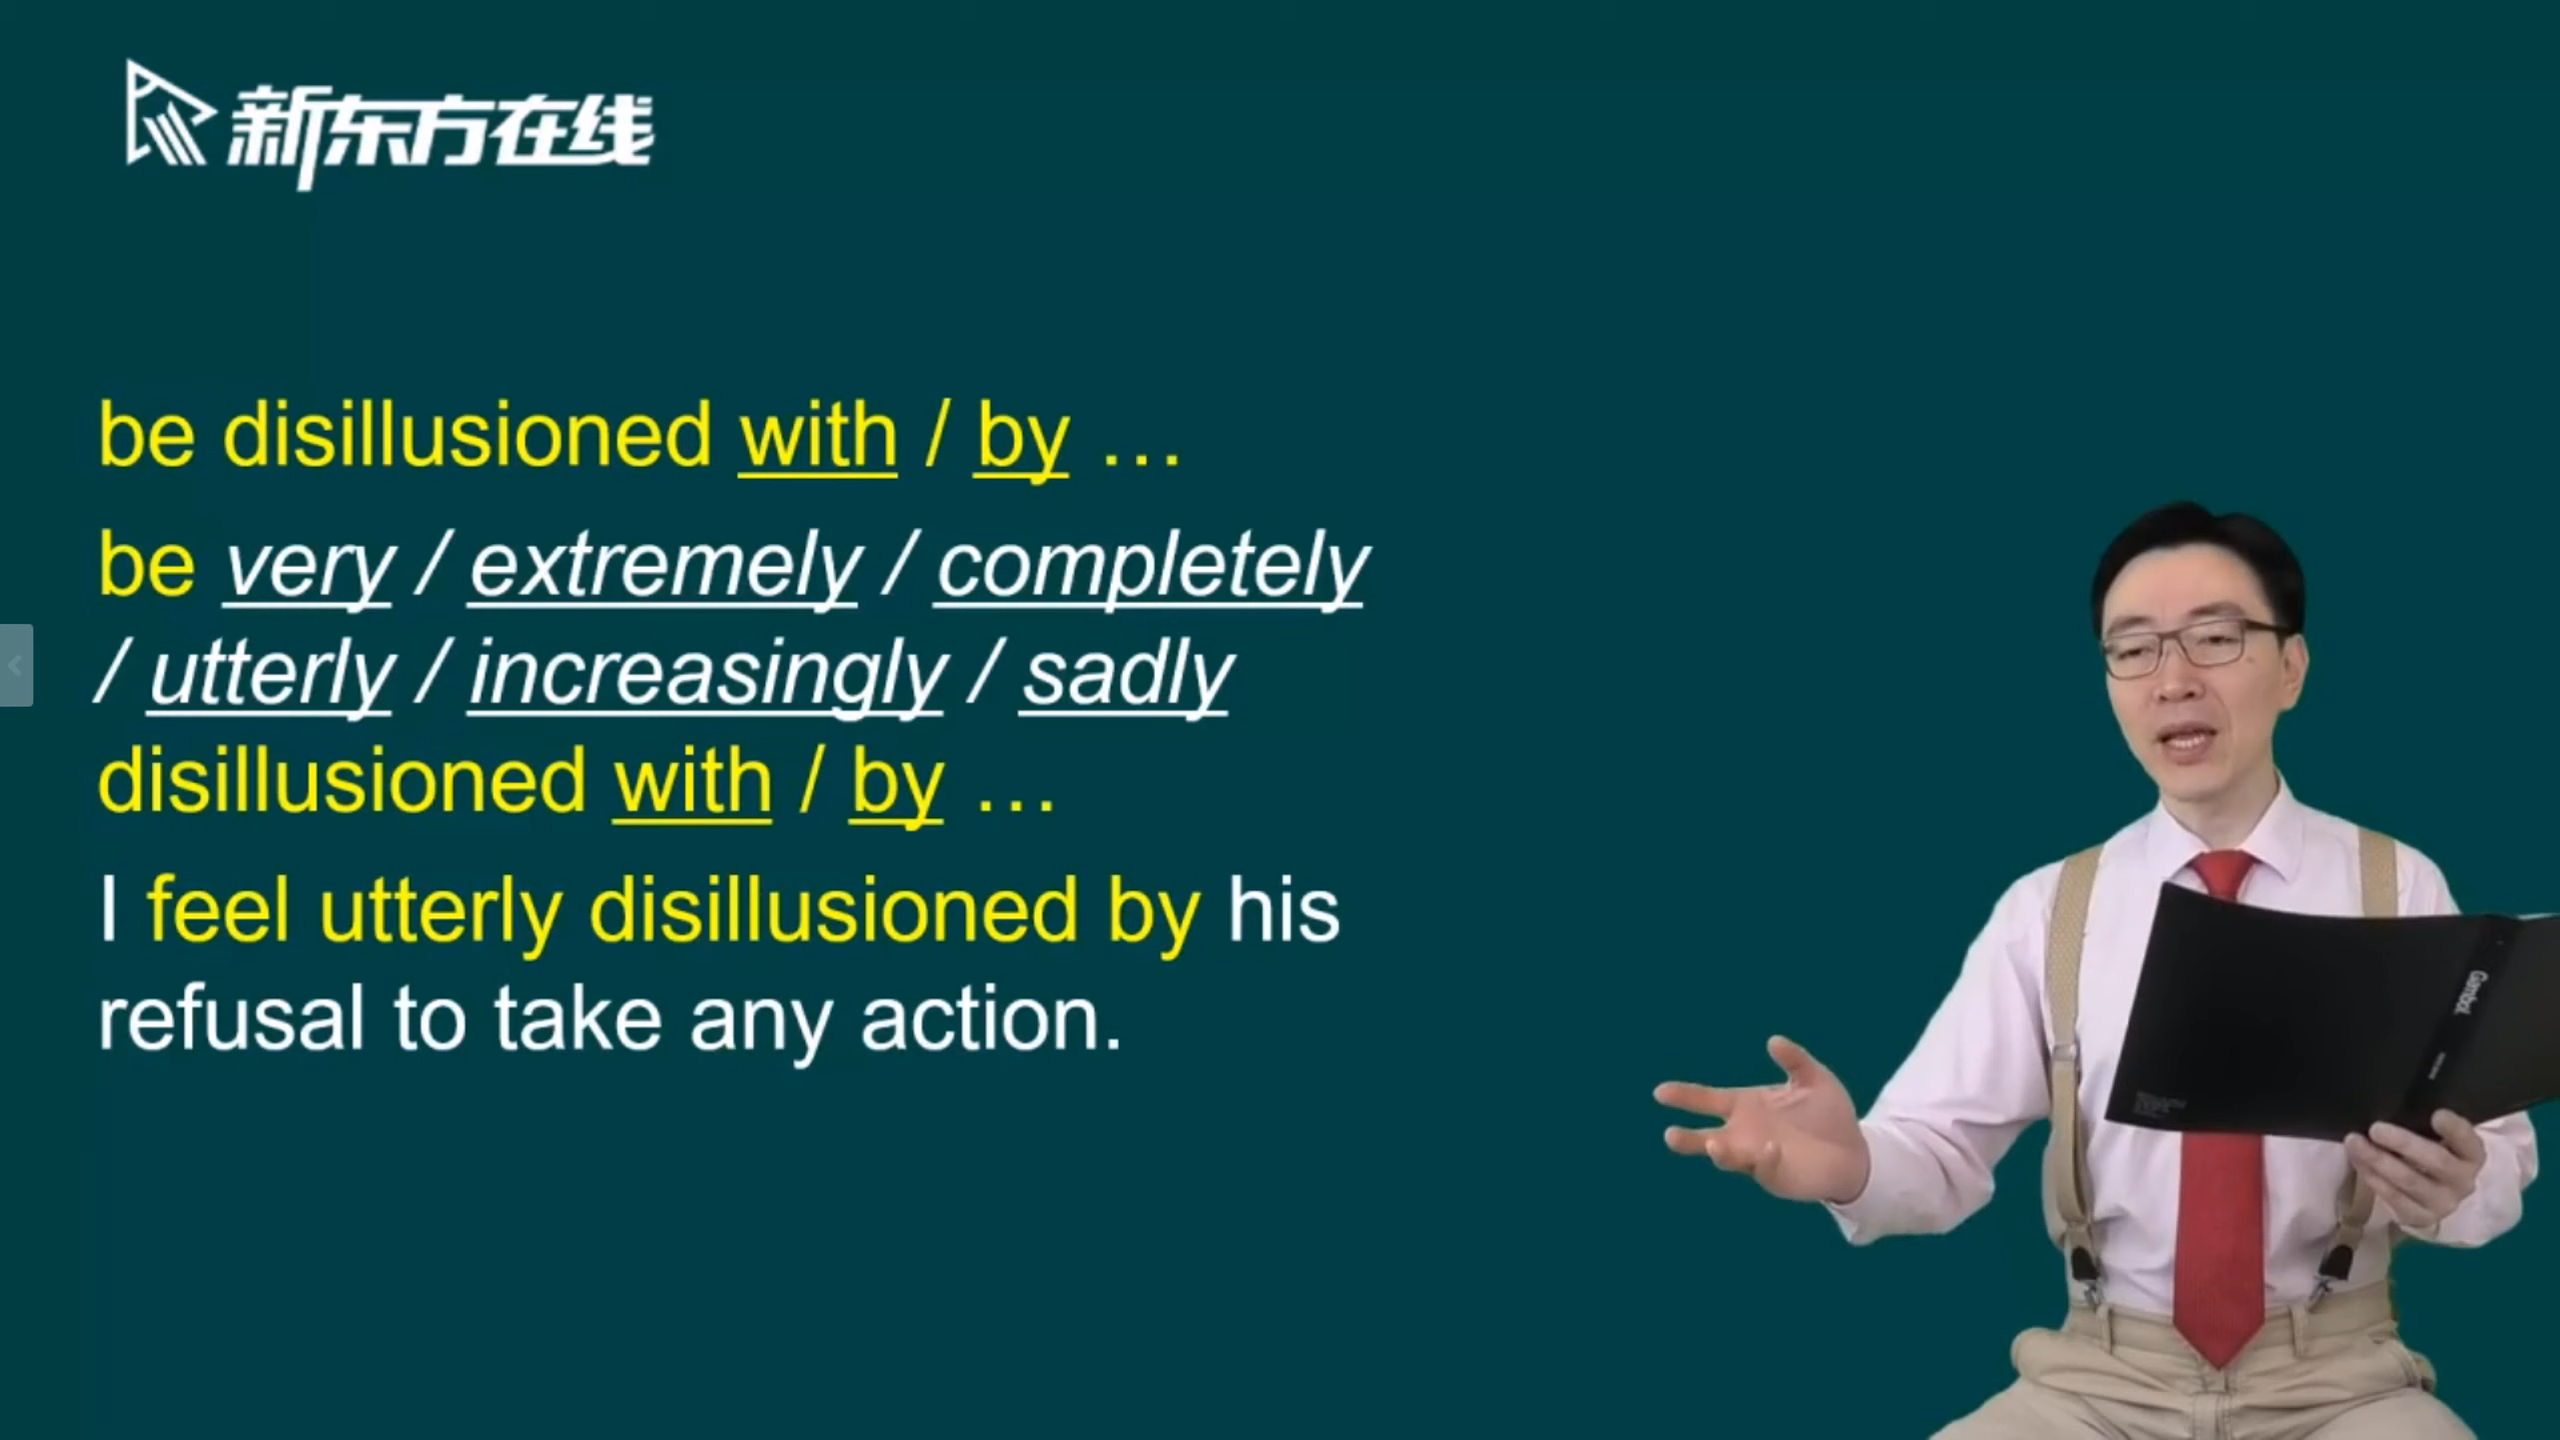 新东方在线
be disillusioned with / by …
be very / extremely / completely
/ utterly / increasingly / sadly
disillusioned with / by …
I feel utterly disillusioned by his
refusal to take any action.
Gambol